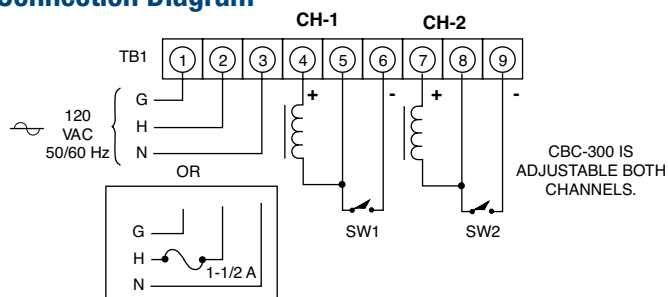 Connection Diagram
CH-1 CH-2
TB1 1 2 3 4 5 6 7 8 9
+ - + -
G
120
VAC
50/60 Hz
H
N
OR
CBC-300 IS
ADJUSTABLE BOTH
CHANNELS.
SW1 SW2
G
H
1-1/2 A
N